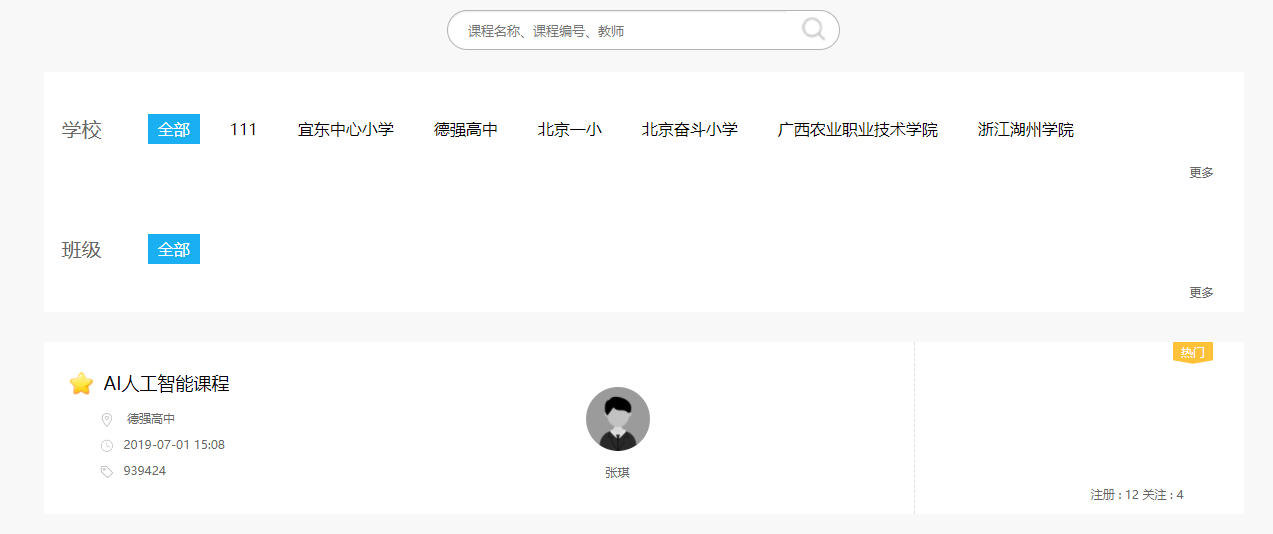 课程名称、课程编号、教师
学校 全部 111 宜东中心小学 德强高中 北京一小 北京奋斗小学 广西农业职业技术学院 浙江湖州学院
更多
班级 全部
更多
热门
AI人工智能课程
德强高中
2019-07-01 15:08
939424
张琪
注册 : 12 关注 : 4